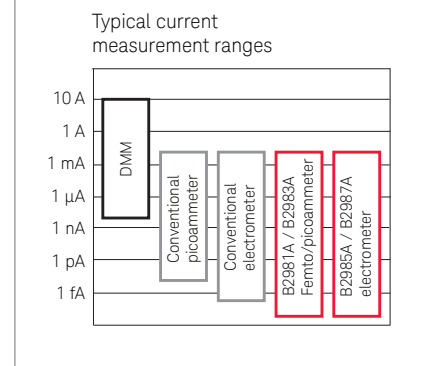 Typical current
measurement ranges
10 A
1 A
1 mA
1 µA
1 nA
1 pA
1 fA
DMM
Conventional
picoammeter
Conventional
electrometer
B2981A / B2983A
Femto/picoammeter
B2985A / B2987A
electrometer